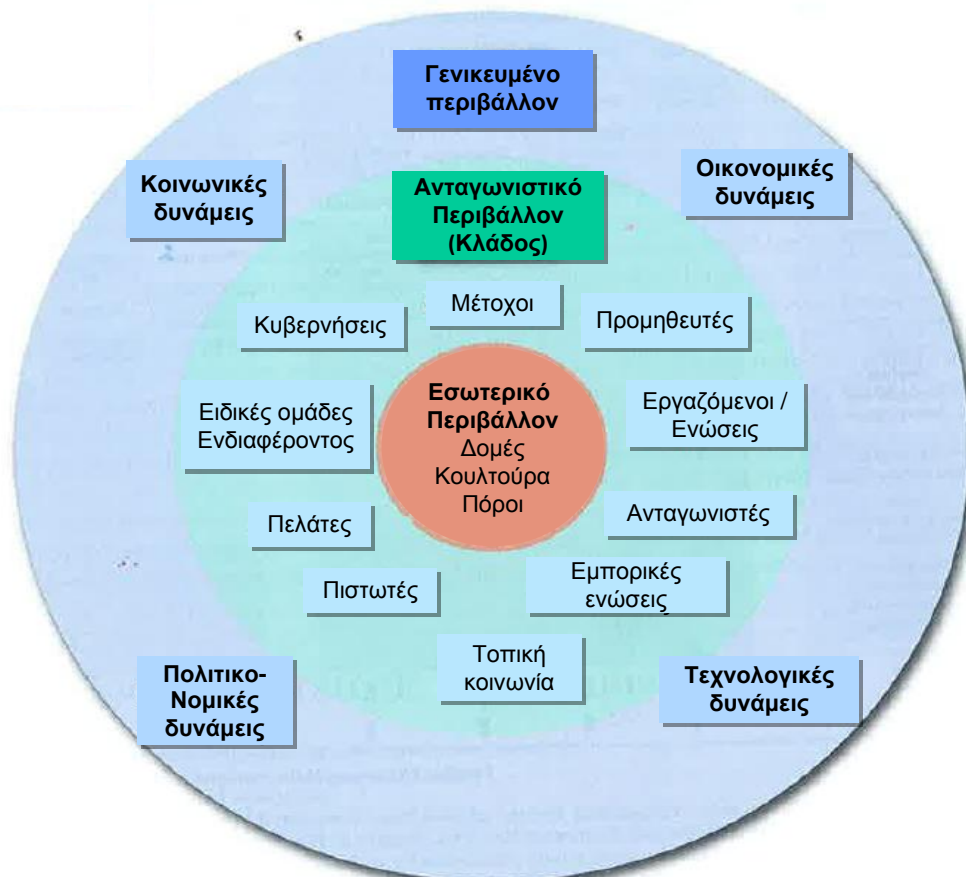 Γενικευμένο
περιβάλλον
Κοινωνικές
δυνάμεις
Ανταγωνιστικό
Περιβάλλον
(Κλάδος)
Οικονομικές
δυνάμεις
Κυβερνήσεις
Μέτοχοι
Προμηθευτές
Ειδικές ομάδες
Ενδιαφέροντος
Εσωτερικό
Περιβάλλον
Δομές
Κουλτούρα
Πόροι
Εργαζόμενοι /
Ενώσεις
Πελάτες
Ανταγωνιστές
Πιστωτές
Εμπορικές
ενώσεις
Τοπική
κοινωνία
Πολιτικο-
Νομικές
δυνάμεις
Τεχνολογικές
δυνάμεις